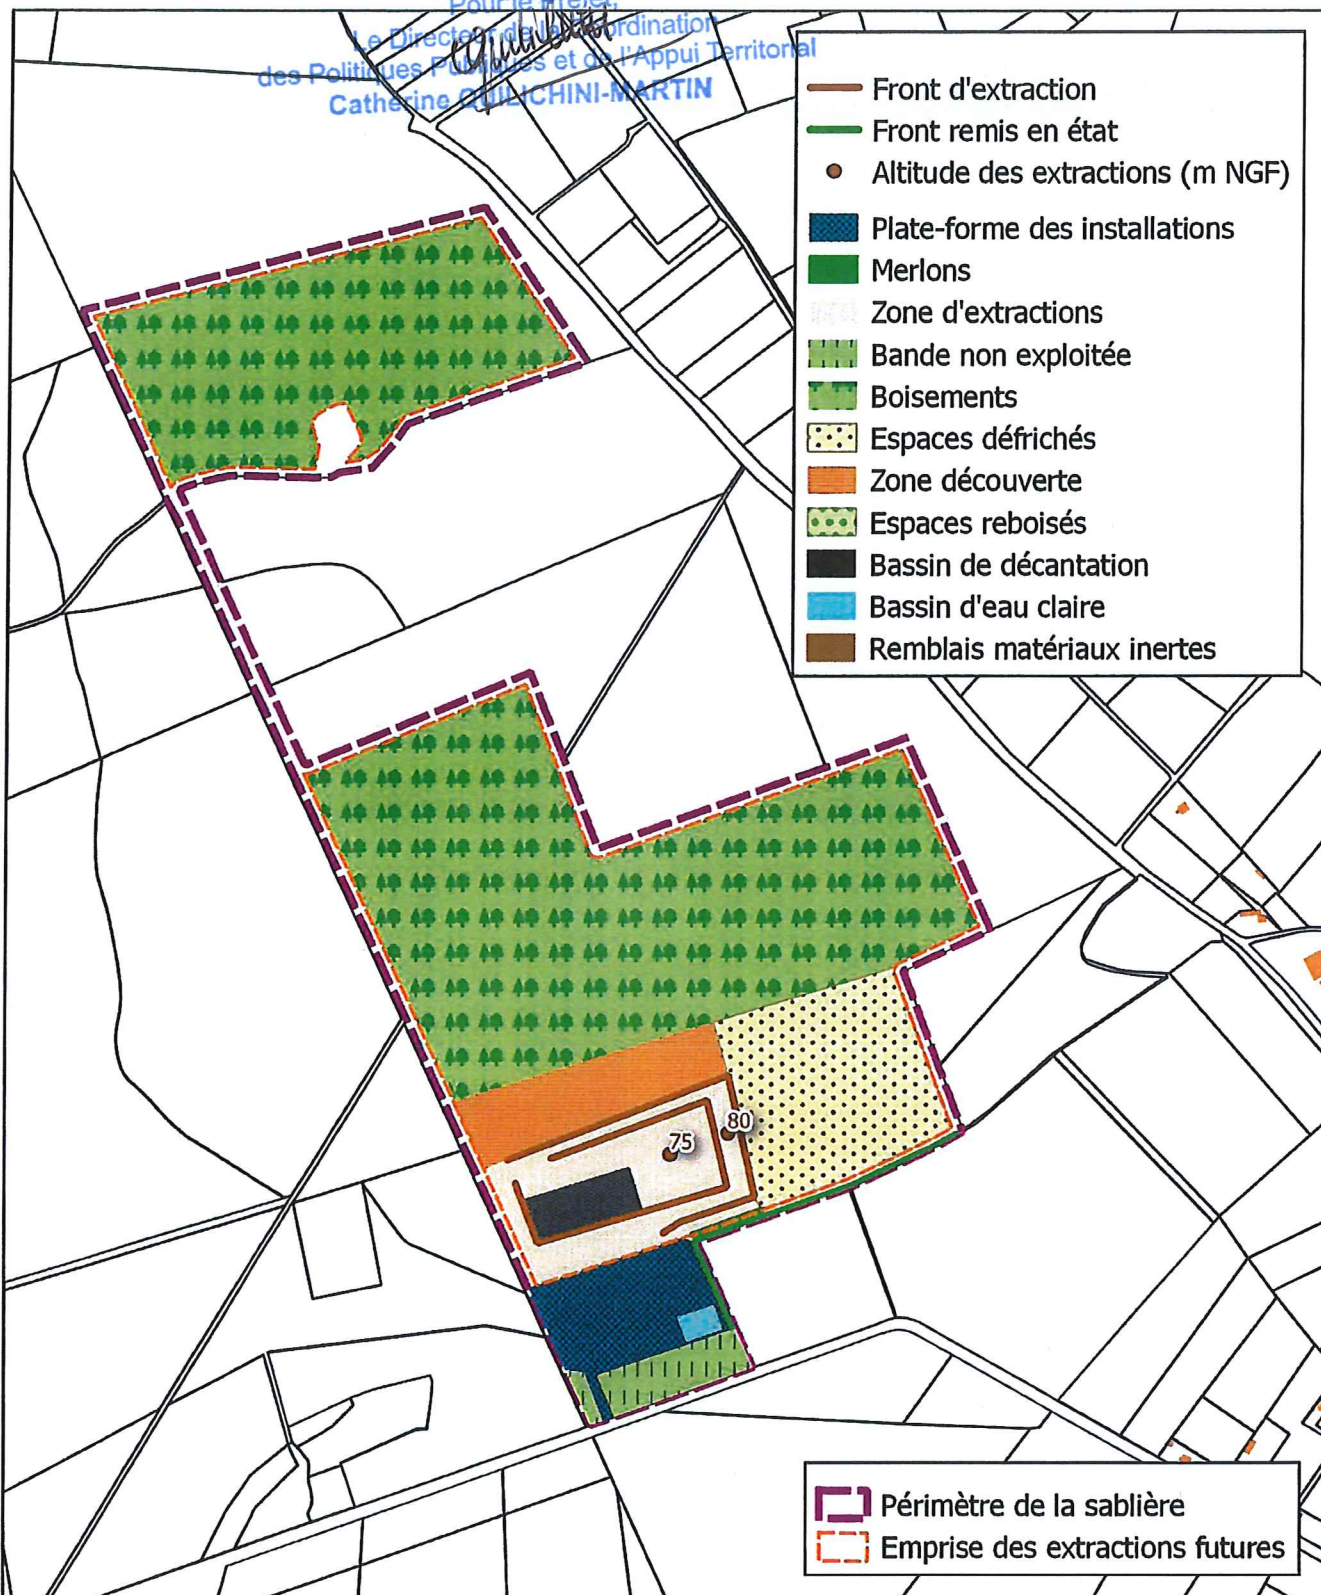 Pour le Préfet,
Le Directeur de la Coordination
des Politiques Publiques et de l'Appui Territorial
Catherine QUILICHINI-MARTIN
Front d'extraction
Front remis en état
Altitude des extractions (m NGF)
Plate-forme des installations
Merlons
Zone d'extractions
Bande non exploitée
Boisements
Espaces défrichés
Zone découverte
Espaces reboisés
Bassin de décantation
Bassin d'eau claire
Remblais matériaux inertes
80
75
Périmètre de la sablière
Emprise des extractions futures